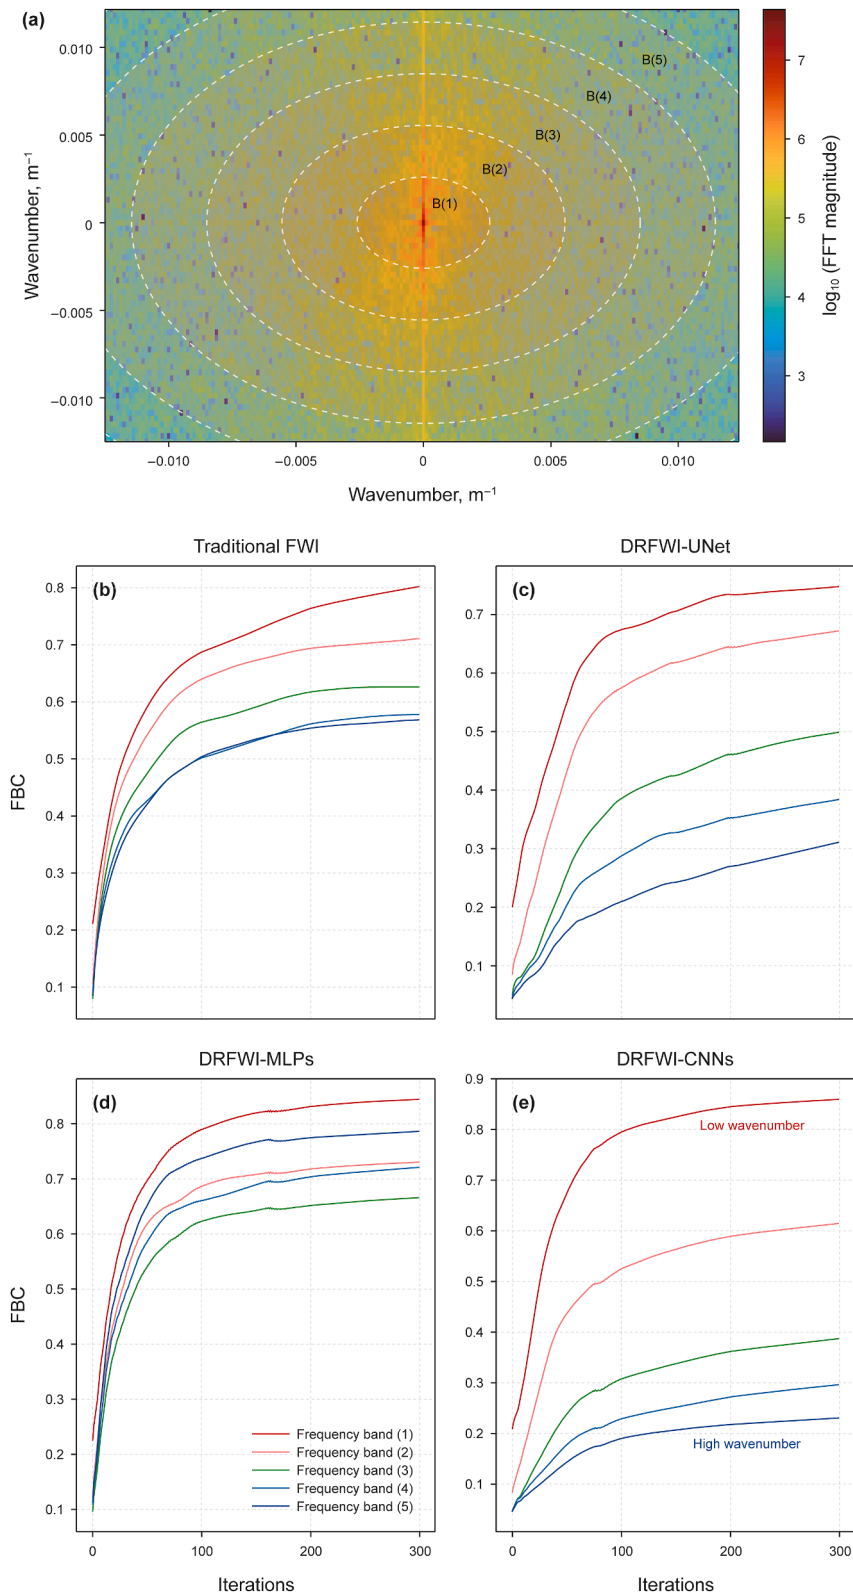 (a)
0.010
0.005
0
−0.005
−0.010
Wavenumber, m⁻¹
B(5)
B(4)
B(3)
B(2)
B(1)
−0.010 −0.005 0 0.005 0.010
Wavenumber, m⁻¹
7
6
5
4
3
log₁₀ (FFT magnitude)
Traditional FWI
(b)
0.8
0.7
0.6
0.5
0.4
0.3
0.2
0.1
FBC
DRFWI-UNet
(c)
0.7
0.6
0.5
0.4
0.3
0.2
0.1
DRFWI-MLPs
(d)
0.8
0.7
0.6
0.5
0.4
0.3
0.2
0.1
FBC
Frequency band (1)
Frequency band (2)
Frequency band (3)
Frequency band (4)
Frequency band (5)
0 100 200 300
Iterations
DRFWI-CNNs
(e)
0.9
0.8
0.7
0.6
0.5
0.4
0.3
0.2
0.1
Low wavenumber
High wavenumber
0 100 200 300
Iterations